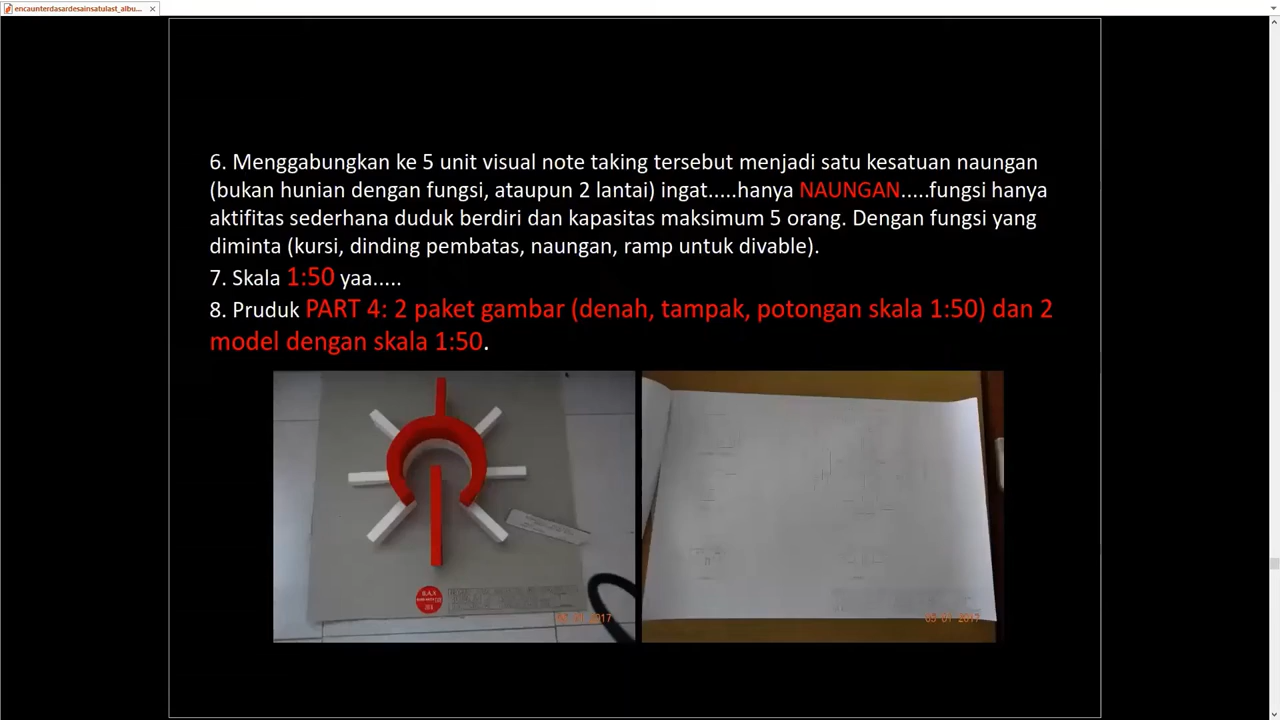 encaunterdasardesainsatulast_albu...
6. Menggabungkan ke 5 unit visual note taking tersebut menjadi satu kesatuan naungan
(bukan hunian dengan fungsi, ataupun 2 lantai) ingat.....hanya NAUNGAN.....fungsi hanya
aktifitas sederhana duduk berdiri dan kapasitas maksimum 5 orang. Dengan fungsi yang
diminta (kursi, dinding pembatas, naungan, ramp untuk divable).
7. Skala 1:50 yaa.....
8. Pruduk PART 4: 2 paket gambar (denah, tampak, potongan skala 1:50) dan 2
model dengan skala 1:50.